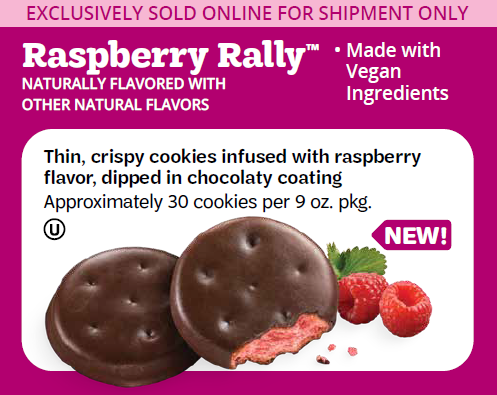 EXCLUSIVELY SOLD ONLINE FOR SHIPMENT ONLY
Raspberry Rally™
NATURALLY FLAVORED WITH
OTHER NATURAL FLAVORS
• Made with
Vegan
Ingredients
Thin, crispy cookies infused with raspberry
flavor, dipped in chocolaty coating
Approximately 30 cookies per 9 oz. pkg.
U
NEW!